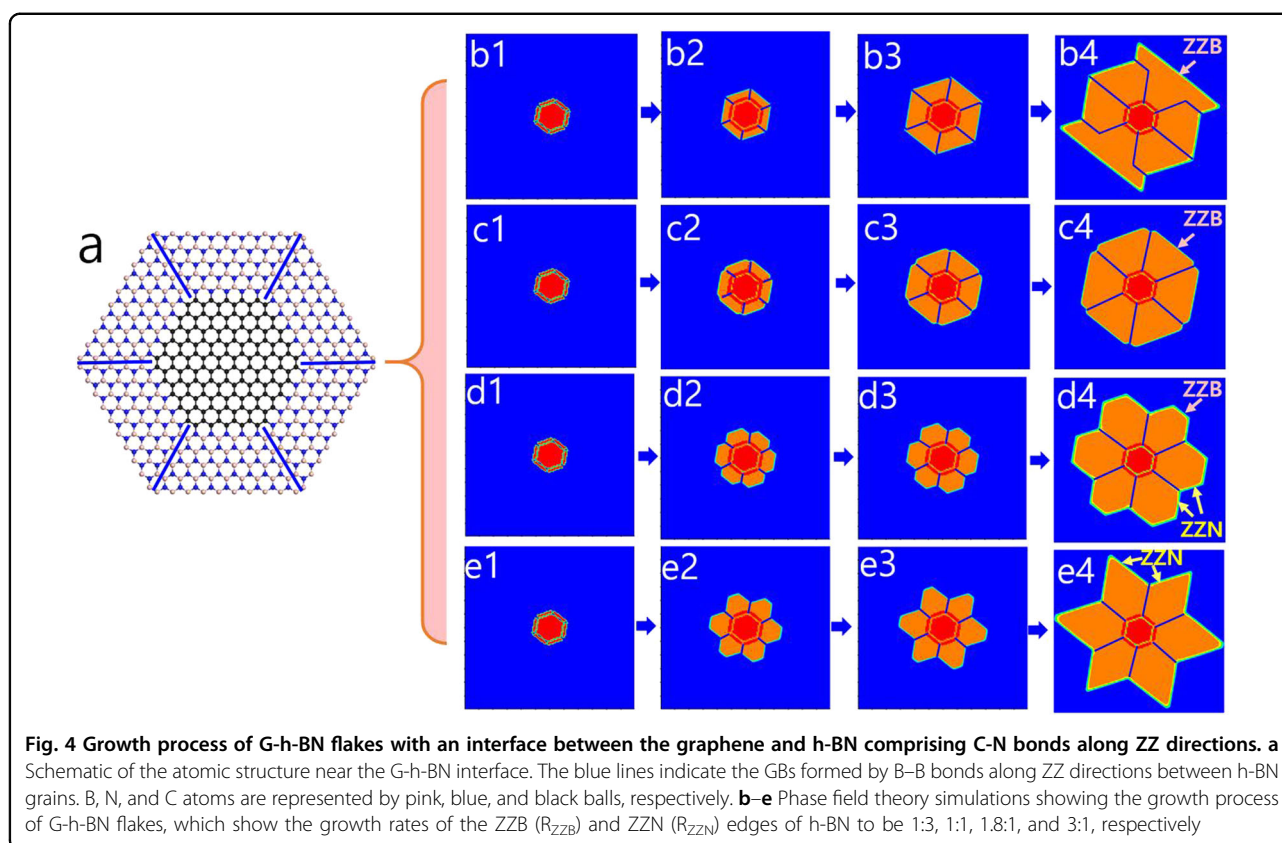 a
b1 b2 b3 b4 ZZB
c1 c2 c3 c4 ZZB
d1 d2 d3 d4 ZZB
ZZN
e1 e2 e3 e4 ZZN
Fig. 4 Growth process of G-h-BN flakes with an interface between the graphene and h-BN comprising C-N bonds along ZZ directions. a
Schematic of the atomic structure near the G-h-BN interface. The blue lines indicate the GBs formed by B–B bonds along ZZ directions between h-BN
grains. B, N, and C atoms are represented by pink, blue, and black balls, respectively. b–e Phase field theory simulations showing the growth process
of G-h-BN flakes, which show the growth rates of the ZZB (RZZB) and ZZN (RZZN) edges of h-BN to be 1:3, 1:1, 1.8:1, and 3:1, respectively